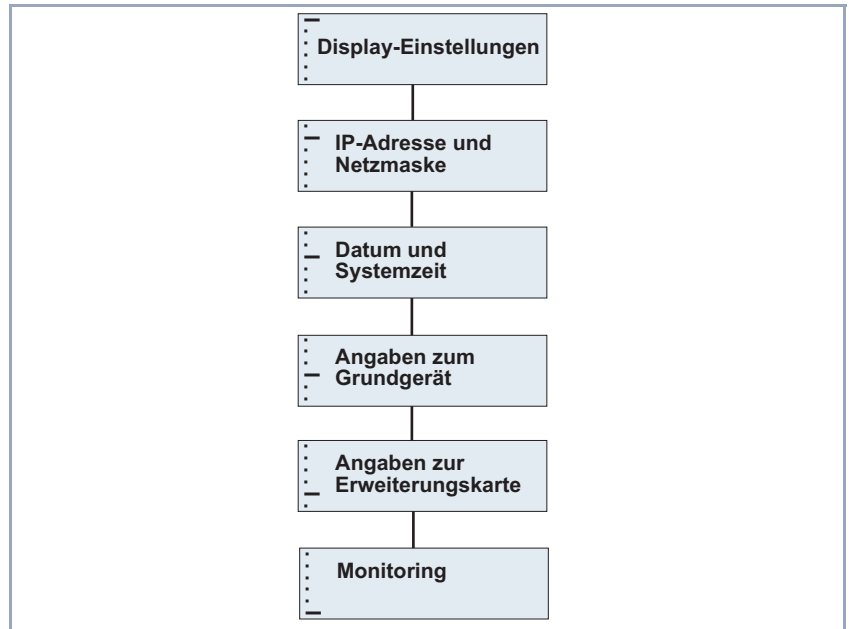 Display-Einstellungen
IP-Adresse und
Netzmaske
Datum und
Systemzeit
Angaben zum
Grundgerät
Angaben zur
Erweiterungskarte
Monitoring